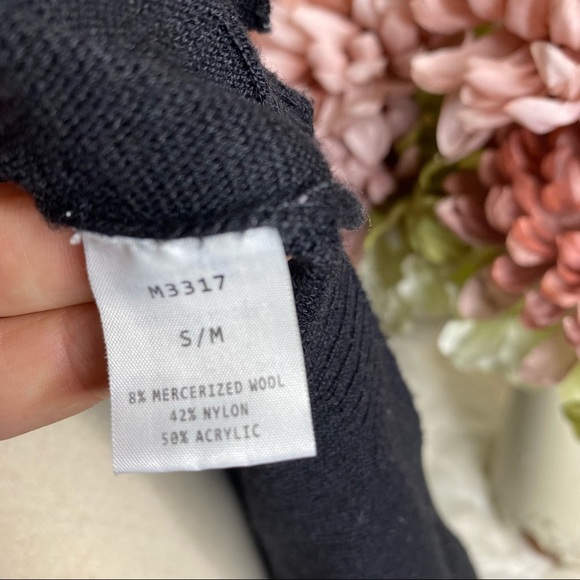 M3317
S/M
8% MERCERIZED WOOL
42% NYLON
50% ACRYLIC